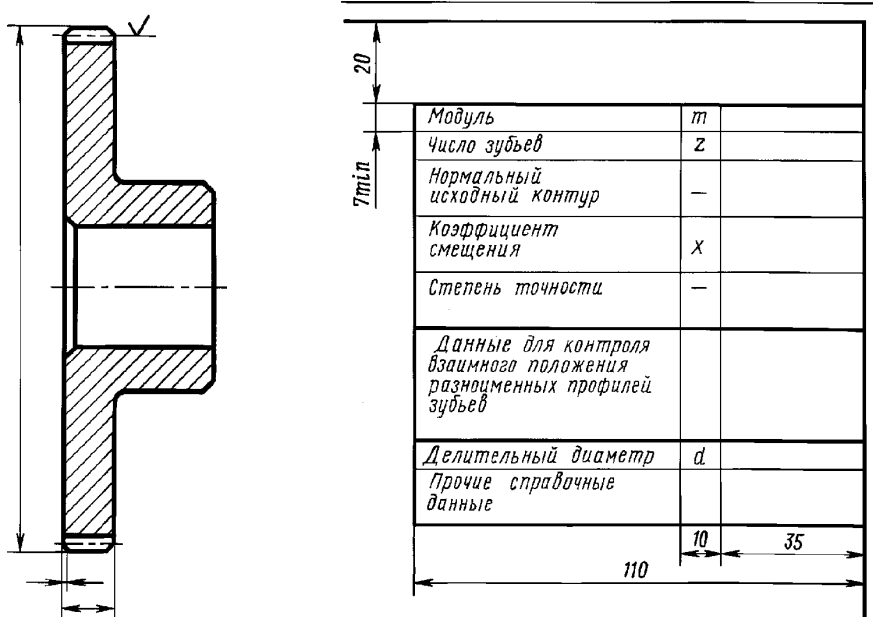 20
7min
Модуль m
Число зубьев z
Нормальный
исходный контур —
Коэффициент
смещения x
Степень точности —
Данные для контроля
взаимного положения
разноименных профилей
зубьев
Делительный диаметр d
Прочие справочные
данные
10 35
110